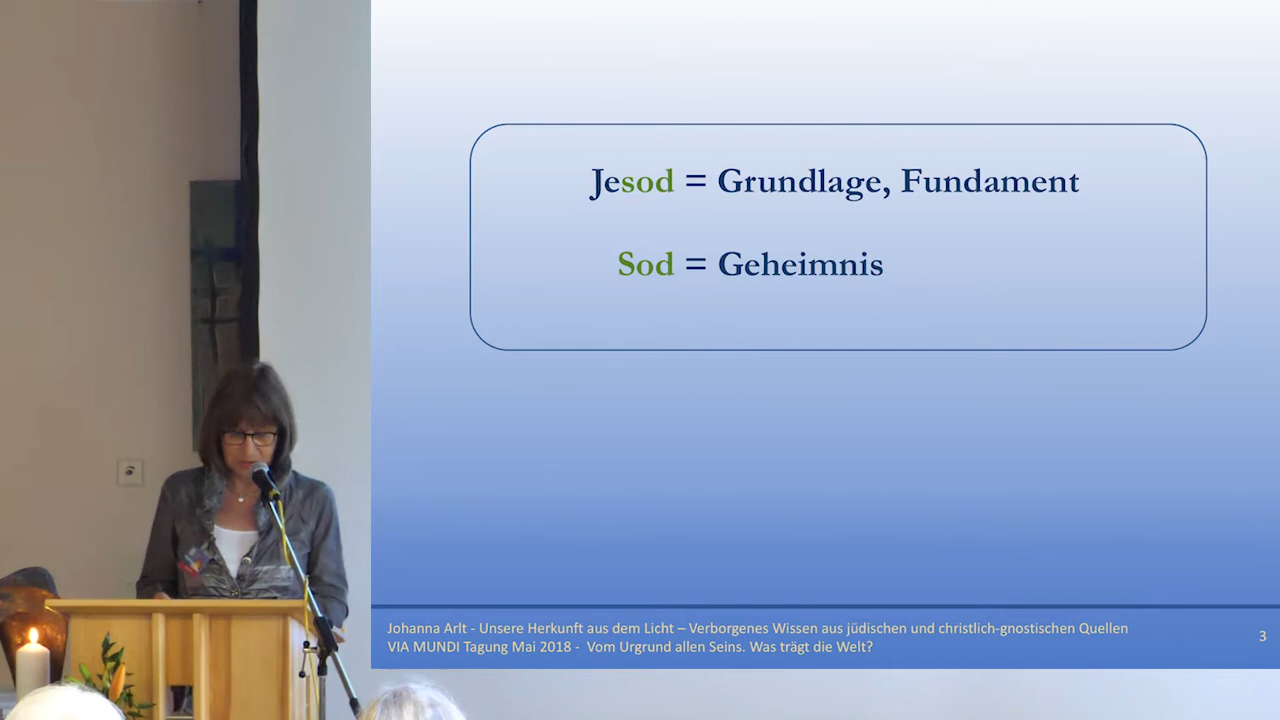 Jesod = Grundlage, Fundament
Sod = Geheimnis
Johanna Arlt - Unsere Herkunft aus dem Licht – Verborgenes Wissen aus jüdischen und christlich-gnostischen Quellen
VIA MUNDI Tagung Mai 2018 - Vom Urgrund allen Seins. Was trägt die Welt?
3